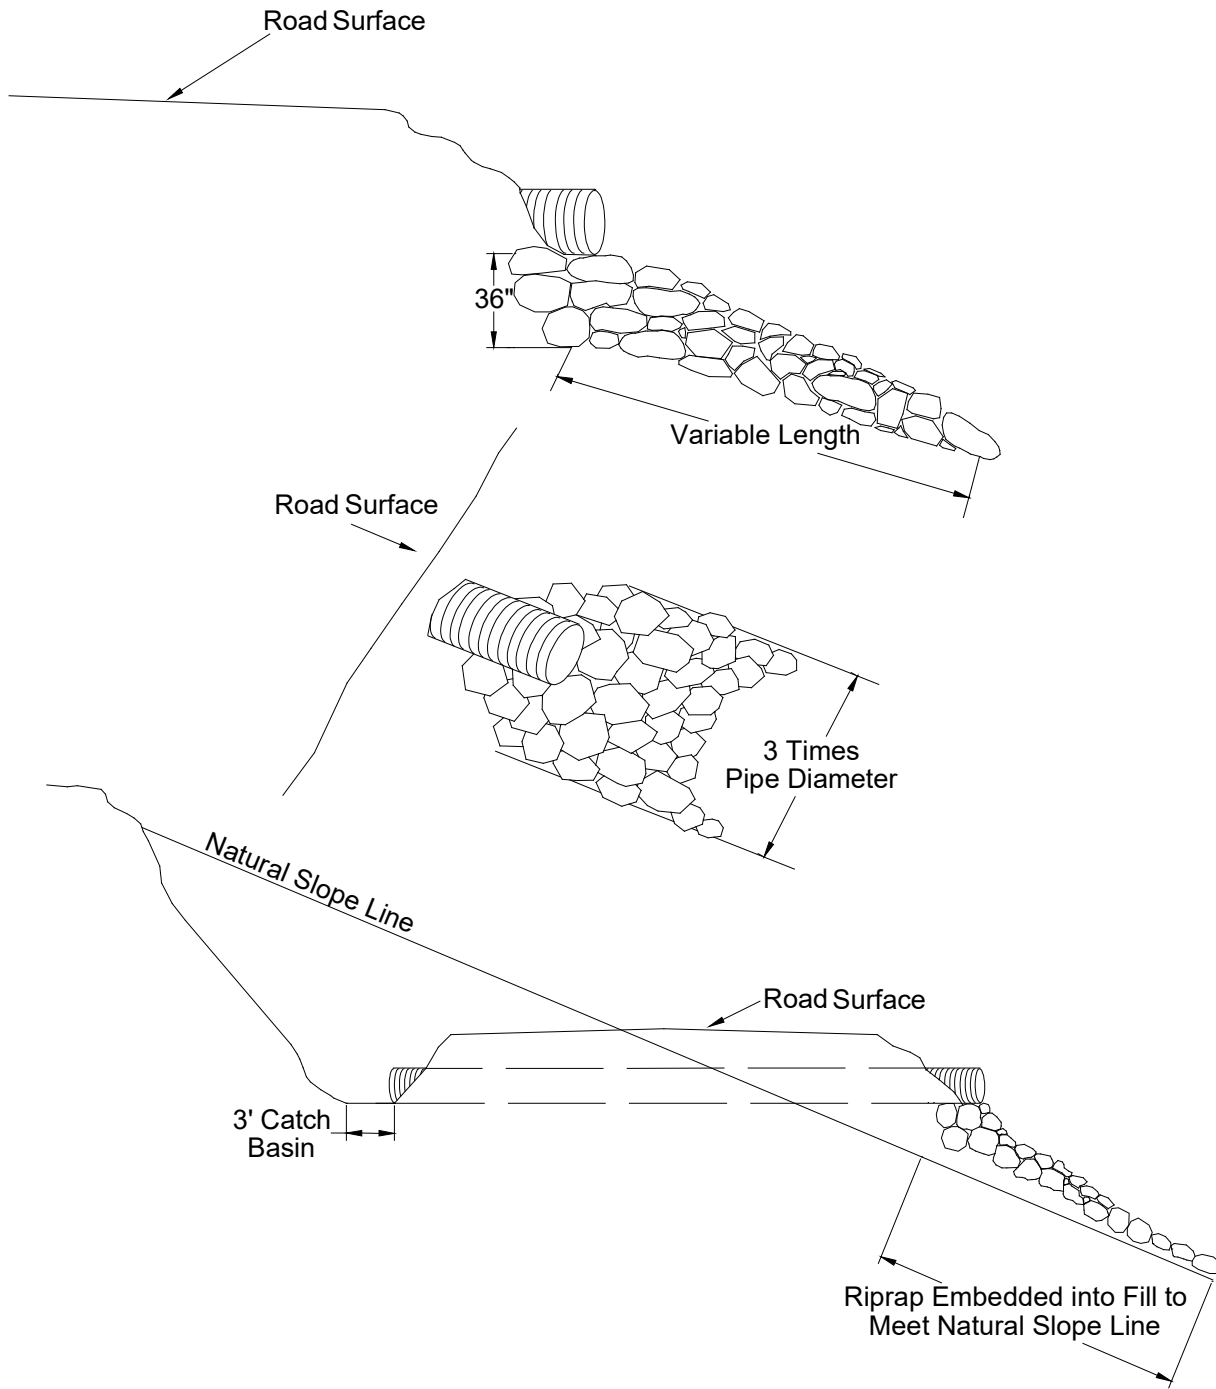 Road Surface
36"
Variable Length
Road Surface
3 Times
Pipe Diameter
Natural Slope Line
Road Surface
3' Catch
Basin
Riprap Embedded into Fill to
Meet Natural Slope Line